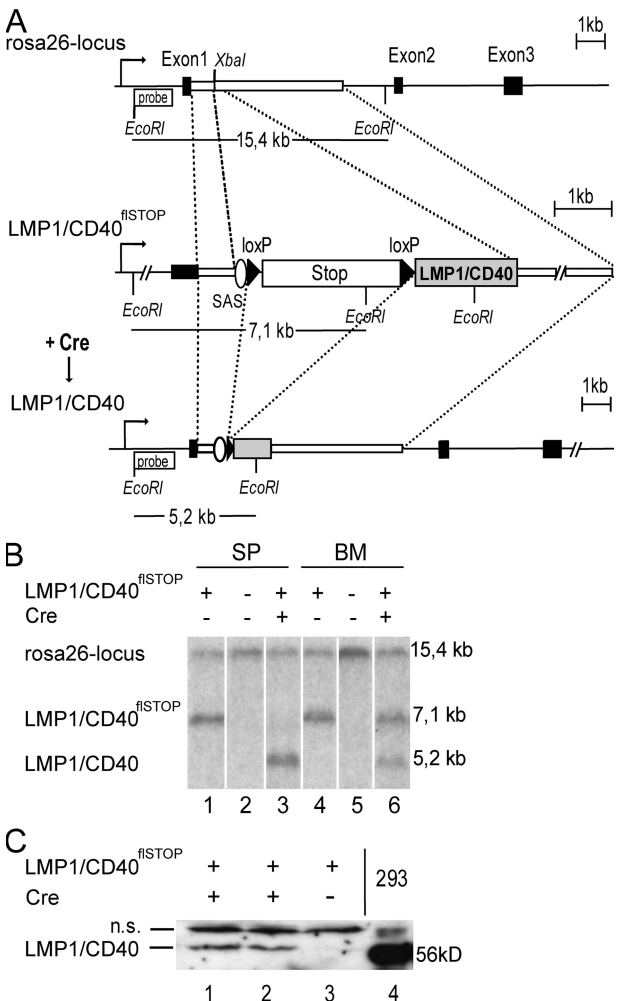 A
rosa26-locus
1kb
Exon1 XbaI Exon2 Exon3
probe
EcoRI EcoRI
15,4 kb
1kb
LMP1/CD40flSTOP
loxP loxP
Stop LMP1/CD40
SAS
EcoRI EcoRI EcoRI
7,1 kb
+ Cre
LMP1/CD40
1kb
probe
EcoRI EcoRI
5,2 kb
B
SP BM
LMP1/CD40flSTOP + - + + - +
Cre - - + - - +
rosa26-locus 15,4 kb
LMP1/CD40flSTOP 7,1 kb
LMP1/CD40 5,2 kb
1 2 3 4 5 6
C
LMP1/CD40flSTOP + + + 293
Cre + + -
n.s.
LMP1/CD40 56kD
1 2 3 4